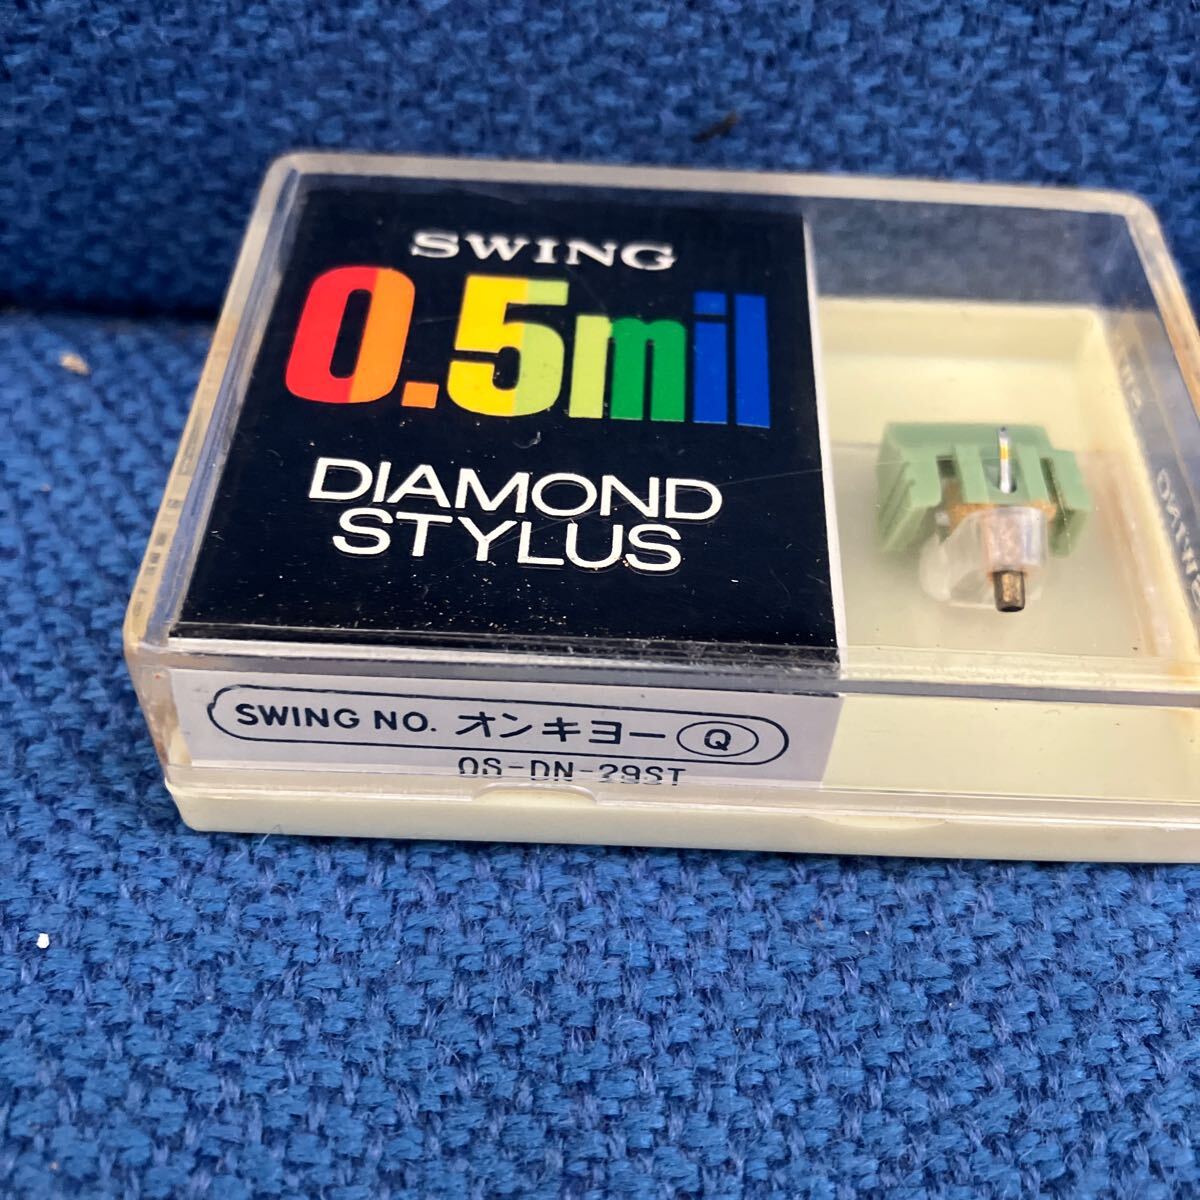 SWING
0.5mil
DIAMOND
STYLUS
SWING NO. オンキヨー Q
OS-DN-29ST